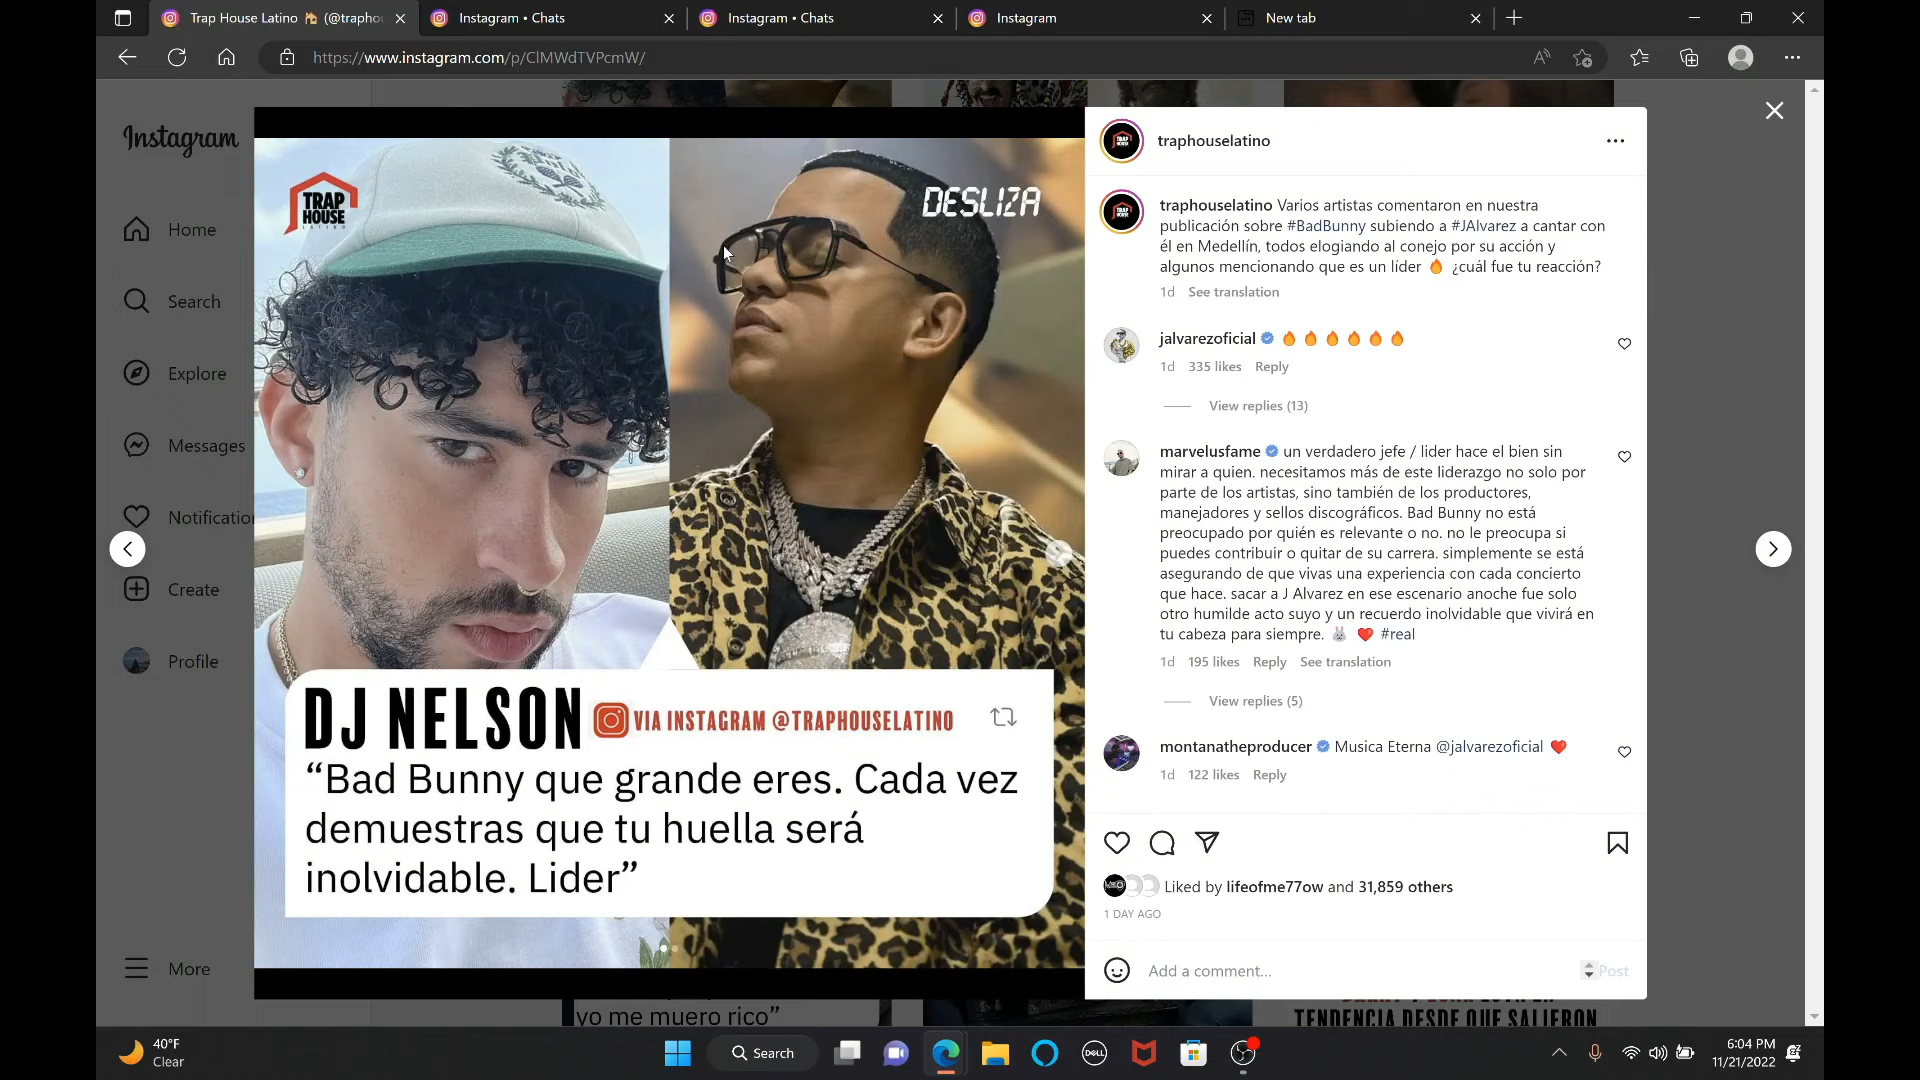 Trap House Latino 🏠 (@trapho
Instagram • Chats
Instagram • Chats
Instagram
New tab
https://www.instagram.com/p/ClMWdTVPcmW/
Instagram
Home
Search
Explore
Messages
Notification
Create
Profile
More
TRAP
HOUSE
LATINO
DESLIZA
DJ NELSON VIA INSTAGRAM @TRAPHOUSELATINO
“Bad Bunny que grande eres. Cada vez
demuestras que tu huella será
inolvidable. Lider”
traphouselatino
traphouselatino Varios artistas comentaron en nuestra
publicación sobre #BadBunny subiendo a #JAlvarez a cantar con
él en Medellín, todos elogiando al conejo por su acción y
algunos mencionando que es un líder 🔥 ¿cuál fue tu reacción?
1d See translation
jalvarezoficial 🔥 🔥 🔥 🔥 🔥 🔥
1d 335 likes Reply
View replies (13)
marvelusfame un verdadero jefe / lider hace el bien sin
mirar a quien. necesitamos más de este liderazgo no solo por
parte de los artistas, sino también de los productores,
manejadores y sellos discográficos. Bad Bunny no está
preocupado por quién es relevante o no. no le preocupa si
puedes contribuir o quitar de su carrera. simplemente se está
asegurando de que vivas una experiencia con cada concierto
que hace. sacar a J Alvarez en ese escenario anoche fue solo
otro humilde acto suyo y un recuerdo inolvidable que vivirá en
tu cabeza para siempre. 🐰 ❤️ #real
1d 195 likes Reply See translation
View replies (5)
montanatheproducer Musica Eterna @jalvarezoficial ❤️
1d 122 likes Reply
Liked by lifeofme77ow and 31,859 others
1 DAY AGO
Add a comment...
Post
yo me muero rico”
TENDENCIA DESDE QUE SALIERON
40°F
Clear
Search
DELL
6:04 PM
11/21/2022